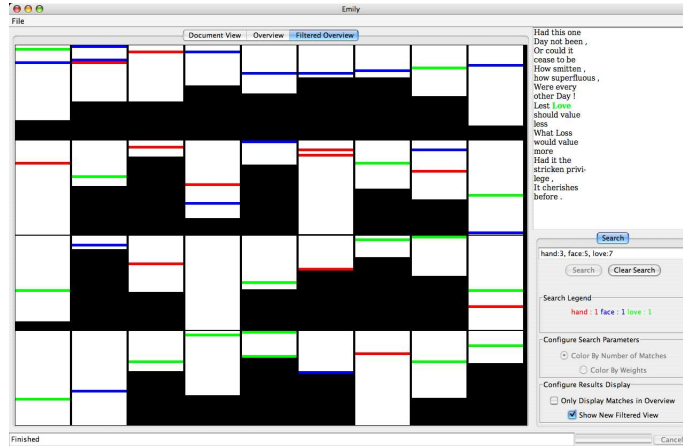 Emily
File
Document View Overview Filtered Overview
Had this one
Day not been ,
Or could it
cease to be
How smitten ,
how superfluous ,
Were every
other Day !
Lest Love
should value
less
What Loss
would value
more
Had it the
stricken privi-
lege ,
It cherishes
before .
Search
hand:3, face:5, love:7
Search Clear Search
Search Legend
hand : 1 face : 1 love : 1
Configure Search Parameters
Color By Number of Matches
Color By Weights
Configure Results Display
Only Display Matches in Overview
Show New Filtered View
Finished
Cancel